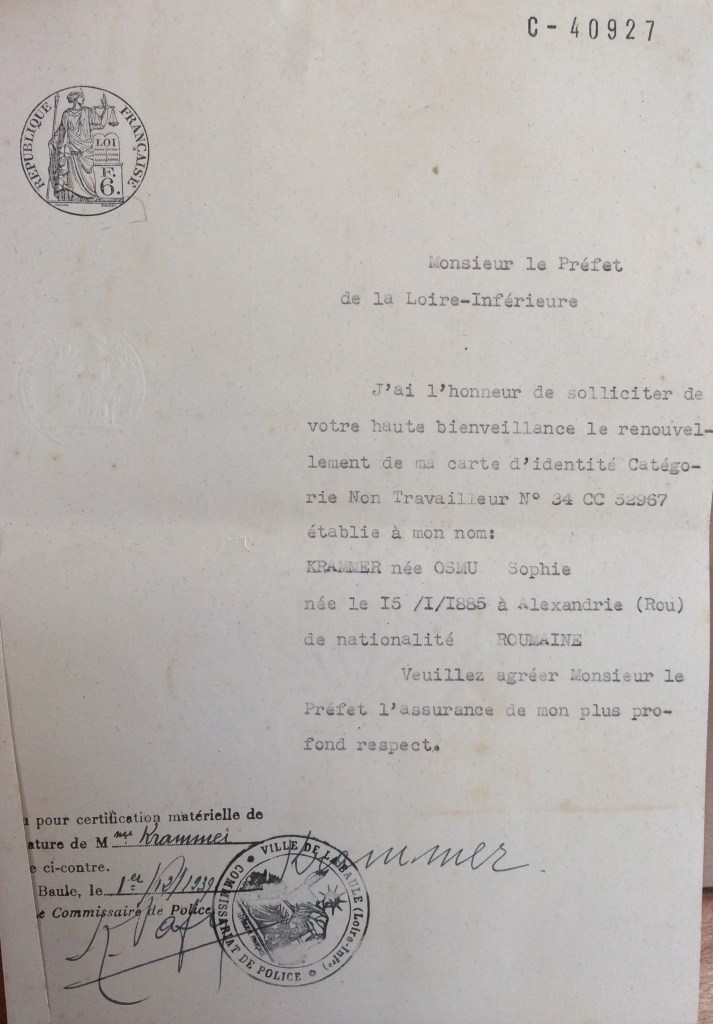 C-40927
RÉPUBLIQUE FRANÇAISE
LOI
F.
6.
Monsieur le Préfet
de la Loire-Inférieure
J'ai l'honneur de solliciter de
votre haute bienveillance le renouvel-
lement de ma carte d'identité Catégo-
rie Non Travailleur N° 34 CC 52967
établie à mon nom:
KRAMMER née OSMU Sophie
née le I5 /I/I885 à Alexandrie (Rou)
de nationalité ROUMAINE
Veuillez agréer Monsieur le
Préfet l'assurance de mon plus pro-
fond respect.
pour certification matérielle de
ature de Mme Krammer
e ci-contre.
Krammer
Baule, le 1er/12/1939
e Commissaire de Police
VILLE DE LA BAULE (Loire-Infre)
COMMISSARIAT DE POLICE